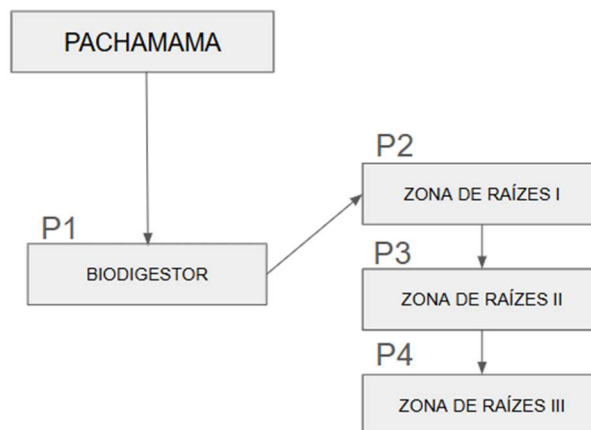 PACHAMAMA
P1
BIODIGESTOR
P2
ZONA DE RAÍZES I
P3
ZONA DE RAÍZES II
P4
ZONA DE RAÍZES III